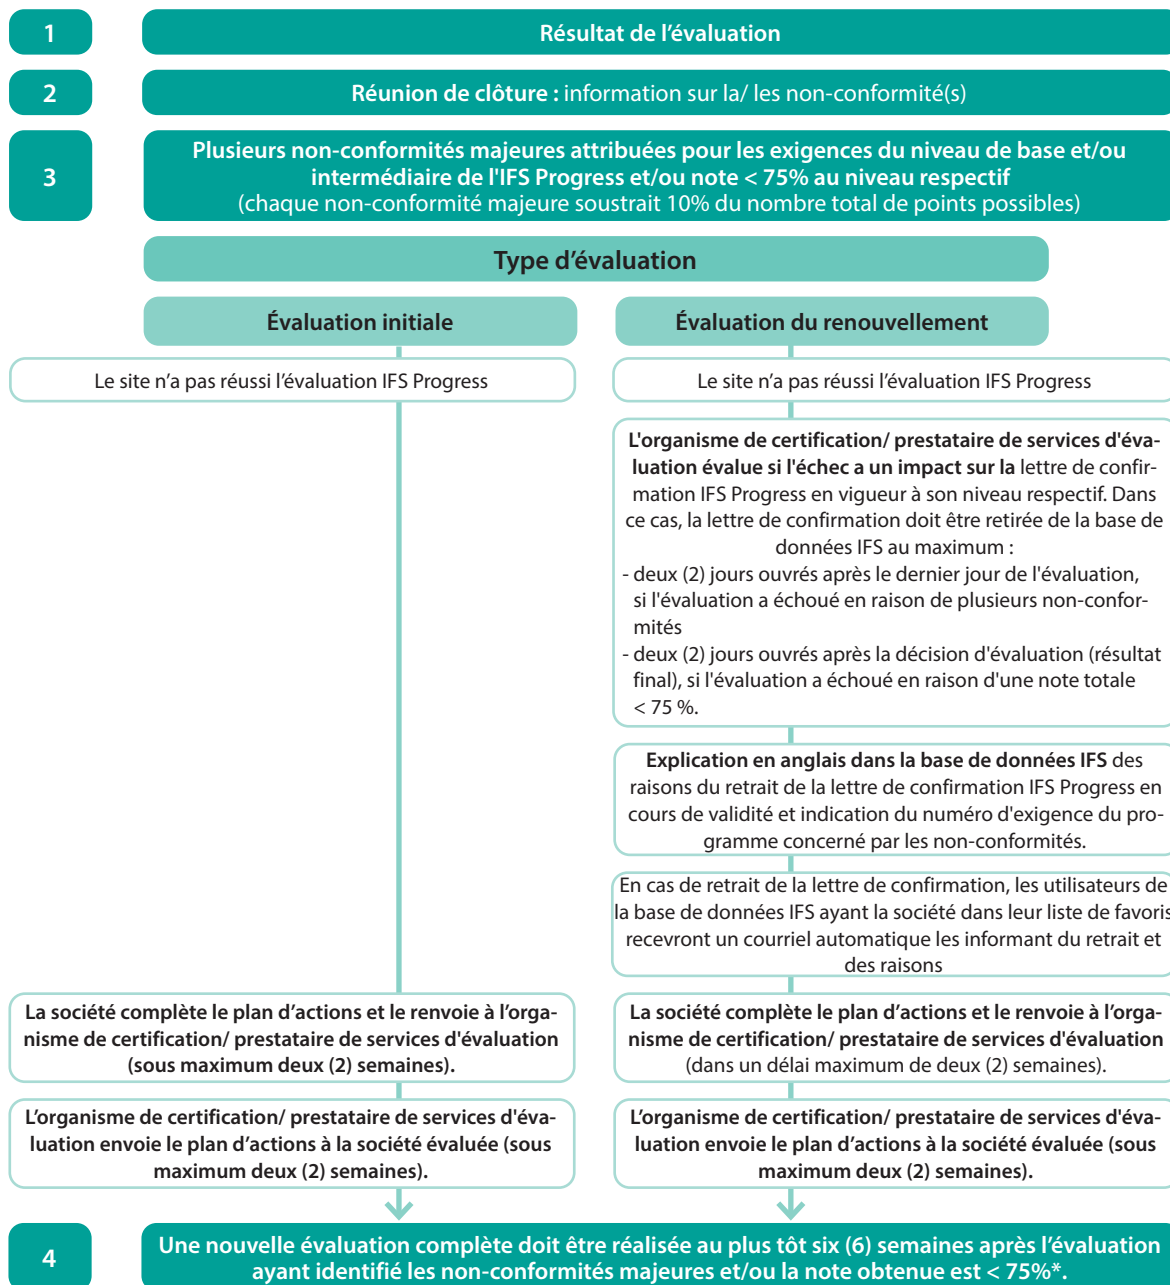 1
Résultat de l’évaluation
2
Réunion de clôture : information sur la/ les non-conformité(s)
3
Plusieurs non-conformités majeures attribuées pour les exigences du niveau de base et/ou
intermédiaire de l'IFS Progress et/ou note < 75% au niveau respectif
(chaque non-conformité majeure soustrait 10% du nombre total de points possibles)
Type d’évaluation
Évaluation initiale
Le site n’a pas réussi l’évaluation IFS Progress
La société complète le plan d’actions et le renvoie à l’orga-
nisme de certification/ prestataire de services d'évaluation
(sous maximum deux (2) semaines).
L’organisme de certification/ prestataire de services d'éva-
luation envoie le plan d’actions à la société évaluée (sous
maximum deux (2) semaines).
Évaluation du renouvellement
Le site n’a pas réussi l’évaluation IFS Progress
L'organisme de certification/ prestataire de services d'éva-
luation évalue si l'échec a un impact sur la lettre de confir-
mation IFS Progress en vigueur à son niveau respectif. Dans
ce cas, la lettre de confirmation doit être retirée de la base de
données IFS au maximum :
- deux (2) jours ouvrés après le dernier jour de l'évaluation,
si l'évaluation a échoué en raison de plusieurs non-confor-
mités
- deux (2) jours ouvrés après la décision d'évaluation (résultat
final), si l'évaluation a échoué en raison d'une note totale
< 75 %.
Explication en anglais dans la base de données IFS des
raisons du retrait de la lettre de confirmation IFS Progress en
cours de validité et indication du numéro d'exigence du pro-
gramme concerné par les non-conformités.
En cas de retrait de la lettre de confirmation, les utilisateurs de
la base de données IFS ayant la société dans leur liste de favoris
recevront un courriel automatique les informant du retrait et
des raisons
La société complète le plan d’actions et le renvoie à l’orga-
nisme de certification/ prestataire de services d'évaluation
(dans un délai maximum de deux (2) semaines).
L’organisme de certification/ prestataire de services d'éva-
luation envoie le plan d’actions à la société évaluée (sous
maximum deux (2) semaines).
4
Une nouvelle évaluation complète doit être réalisée au plus tôt six (6) semaines après l’évaluation
ayant identifié les non-conformités majeures et/ou la note obtenue est < 75%*.